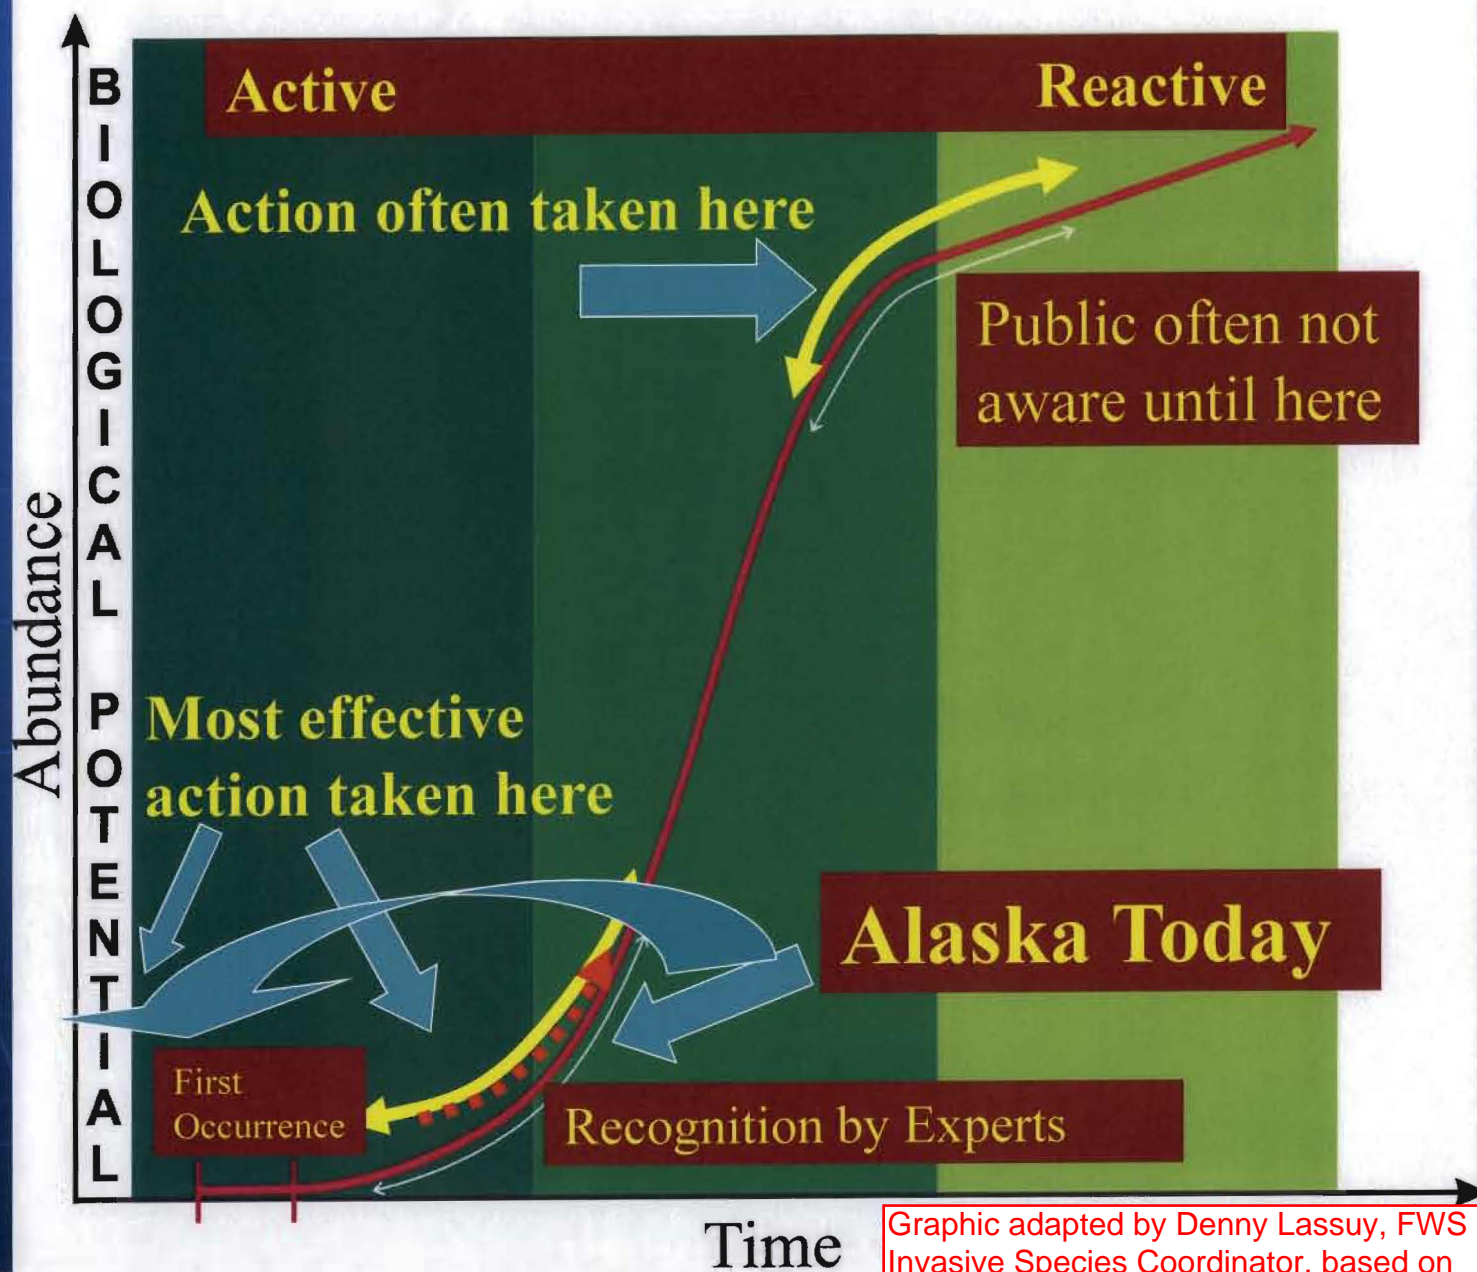 Active
Reactive
Action often taken here
Public often not
aware until here
Abundance
BIOLOGICAL POTENTIAL
Most effective
action taken here
Alaska Today
First
Occurrence
Recognition by Experts
Time
Graphic adapted by Denny Lassuy, FWS
Invasive Species Coordinator, based on